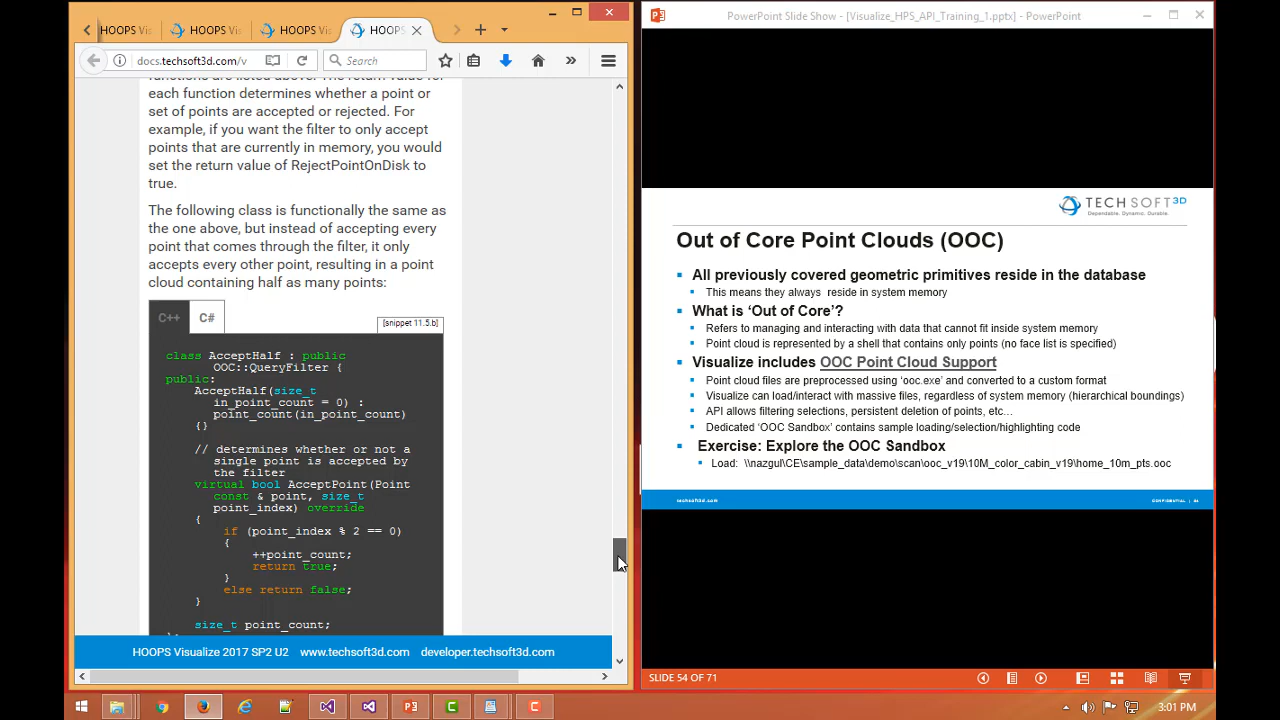 HOOPS Vis
HOOPS Vis
HOOPS Vis
HOOPS
docs.techsoft3d.com/v
Search
functions are listed above. The return value for
each function determines whether a point or
set of points are accepted or rejected. For
example, if you want the filter to only accept
points that are currently in memory, you would
set the return value of RejectPointOnDisk to
true.
The following class is functionally the same as
the one above, but instead of accepting every
point that comes through the filter, it only
accepts every other point, resulting in a point
cloud containing half as many points:
C++ C#
[snippet 11.5.b]
class AcceptHalf : public
OOC::QueryFilter {
public:
AcceptHalf(size_t
in_point_count = 0) :
point_count(in_point_count)
{}
// determines whether or not a
single point is accepted by
the filter
virtual bool AcceptPoint(Point
const & point, size_t
point_index) override
{
if (point_index % 2 == 0)
{
++point_count;
return true;
}
else return false;
}
size_t point_count;
};
HOOPS Visualize 2017 SP2 U2 www.techsoft3d.com developer.techsoft3d.com
PowerPoint Slide Show - [Visualize_HPS_API_Training_1.pptx] - PowerPoint
TECH SOFT 3D
Dependable. Dynamic. Durable.
Out of Core Point Clouds (OOC)
All previously covered geometric primitives reside in the database
This means they always reside in system memory
What is ‘Out of Core’?
Refers to managing and interacting with data that cannot fit inside system memory
Point cloud is represented by a shell that contains only points (no face list is specified)
Visualize includes OOC Point Cloud Support
Point cloud files are preprocessed using ‘ooc.exe’ and converted to a custom format
Visualize can load/interact with massive files, regardless of system memory (hierarchical boundings)
API allows filtering selections, persistent deletion of points, etc…
Dedicated ‘OOC Sandbox’ contains sample loading/selection/highlighting code
Exercise: Explore the OOC Sandbox
Load: \\nazgul\CE\sample_data\demo\scan\ooc_v19\10M_color_cabin_v19\home_10m_pts.ooc
techsoft3d.com
CONFIDENTIAL |
SLIDE 54 OF 71
3:01 PM